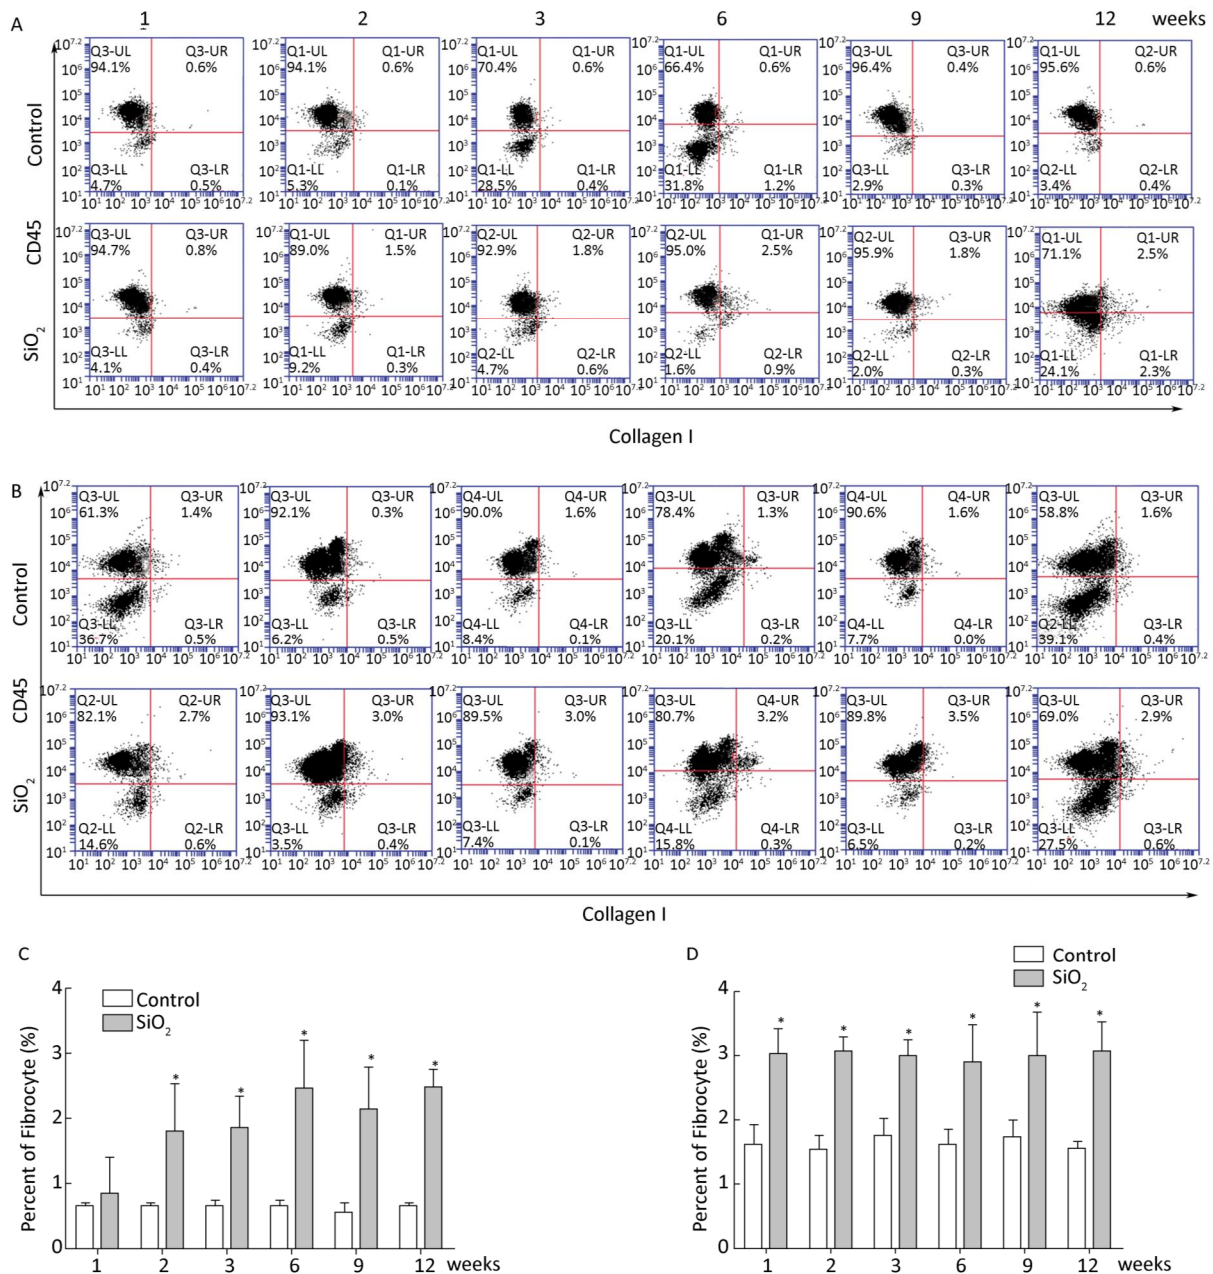 A 1 2 3 6 9 12 weeks
Control
Q3-UL Q3-UR Q1-UL Q1-UR Q1-UL Q1-UR Q1-UL Q1-UR Q3-UL Q3-UR Q1-UL Q2-UR
94.1% 0.6% 94.1% 0.6% 70.4% 0.6% 66.4% 0.6% 96.4% 0.4% 95.6% 0.6%
Q3-LL Q3-LR Q1-LL Q1-LR Q1-LL Q1-LR Q1-LL Q1-LR Q3-LL Q3-LR Q2-LL Q2-LR
4.7% 0.5% 5.3% 0.1% 28.5% 0.4% 31.8% 1.2% 2.9% 0.3% 3.4% 0.4%
CD45
SiO₂
Q3-UL Q3-UR Q1-UL Q1-UR Q2-UL Q2-UR Q2-UL Q1-UR Q2-UL Q3-UR Q1-UL Q1-UR
94.7% 0.8% 89.0% 1.5% 92.9% 1.8% 95.0% 2.5% 95.9% 1.8% 71.1% 2.5%
Q3-LL Q3-LR Q1-LL Q1-LR Q2-LL Q2-LR Q2-LL Q2-LR Q2-LL Q2-LR Q1-LL Q1-LR
4.1% 0.4% 9.2% 0.3% 4.7% 0.6% 1.6% 0.9% 2.0% 0.3% 24.1% 2.3%
Collagen I
B
Control
Q3-UL Q3-UR Q3-UL Q3-UR Q4-UL Q4-UR Q3-UL Q3-UR Q4-UL Q4-UR Q3-UL Q3-UR
61.3% 1.4% 92.1% 0.3% 90.0% 1.6% 78.4% 1.3% 90.6% 1.6% 58.8% 1.6%
Q3-LL Q3-LR Q3-LL Q3-LR Q4-LL Q4-LR Q3-LL Q3-LR Q4-LL Q4-LR Q2-LL Q3-LR
36.7% 0.5% 6.2% 0.5% 8.4% 0.1% 20.1% 0.2% 7.7% 0.0% 39.1% 0.4%
CD45
SiO₂
Q2-UL Q2-UR Q3-UL Q3-UR Q3-UL Q3-UR Q3-UL Q4-UR Q3-UL Q3-UR Q3-UL Q3-UR
82.1% 2.7% 93.1% 3.0% 89.5% 3.0% 80.7% 3.2% 89.8% 3.5% 69.0% 2.9%
Q2-LL Q2-LR Q3-LL Q3-LR Q3-LL Q3-LR Q4-LL Q4-LR Q3-LL Q3-LR Q3-LL Q3-LR
14.6% 0.6% 3.5% 0.4% 7.4% 0.1% 15.8% 0.3% 6.5% 0.2% 27.5% 0.6%
Collagen I
C
Percent of Fibrocyte (%)
4
3
2
1
0
Control
SiO₂
* * * * *
1 2 3 6 9 12 weeks
D
Percent of Fibrocyte (%)
4
3
2
1
0
Control
SiO₂
* * * * * *
1 2 3 6 9 12 weeks